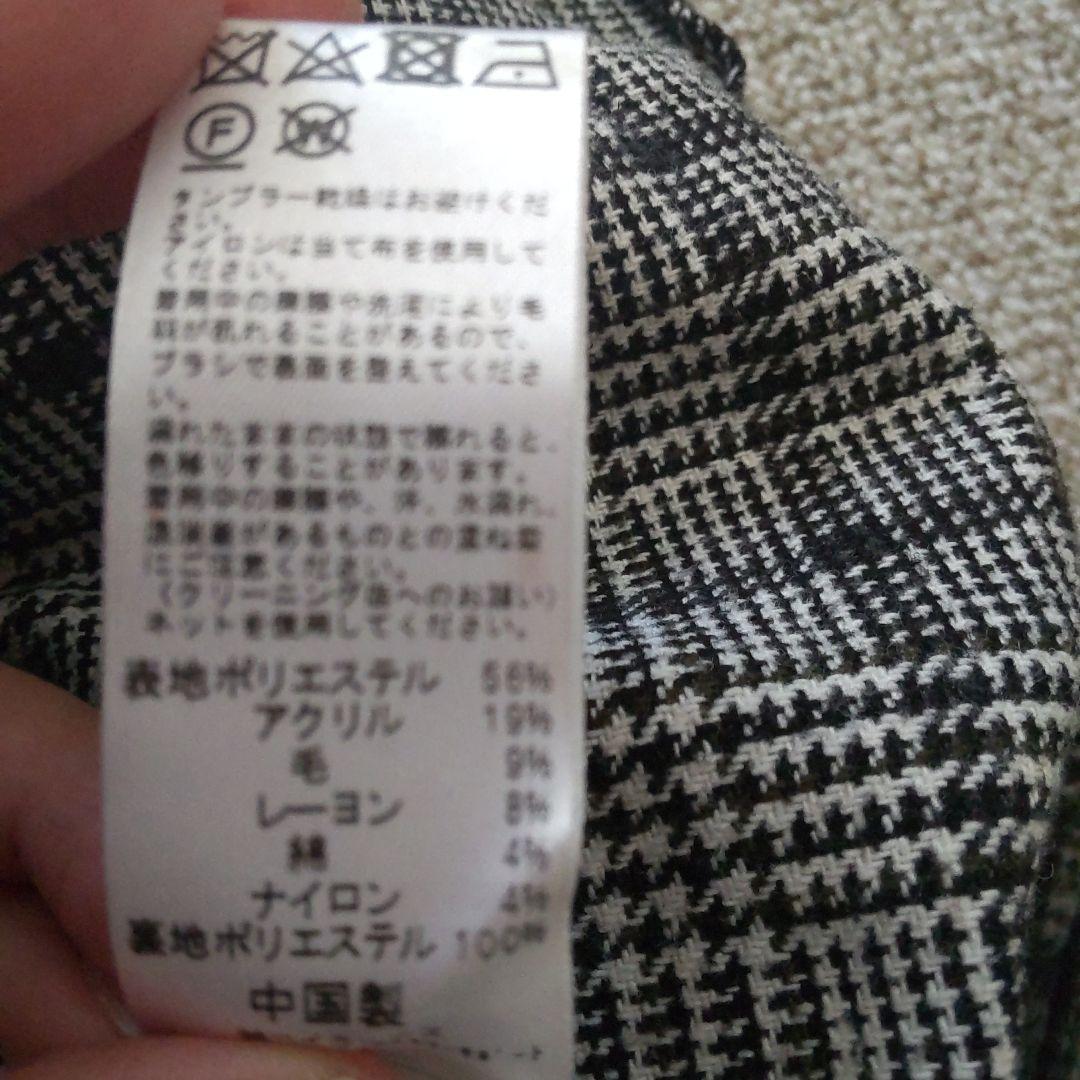 F
W
タンブラー乾燥はお避けくだ
さい。
アイロンは当て布を使用して
ください。
着用中の摩擦や洗濯により毛
羽が乱れることがあるので、
ブラシで表面を整えてくださ
い。
濡れたままの状態で擦れると、
色移りすることがあります。
着用中の摩擦や、汗、水濡れ、
洗濯着があるものとの重ね着
にご注意ください。
(クリーニング店へのお願い)
ネットを使用してください。
表地ポリエステル 56%
アクリル 19%
毛 9%
レーヨン 8%
綿 4%
ナイロン 4%
裏地ポリエステル 100%
中国製